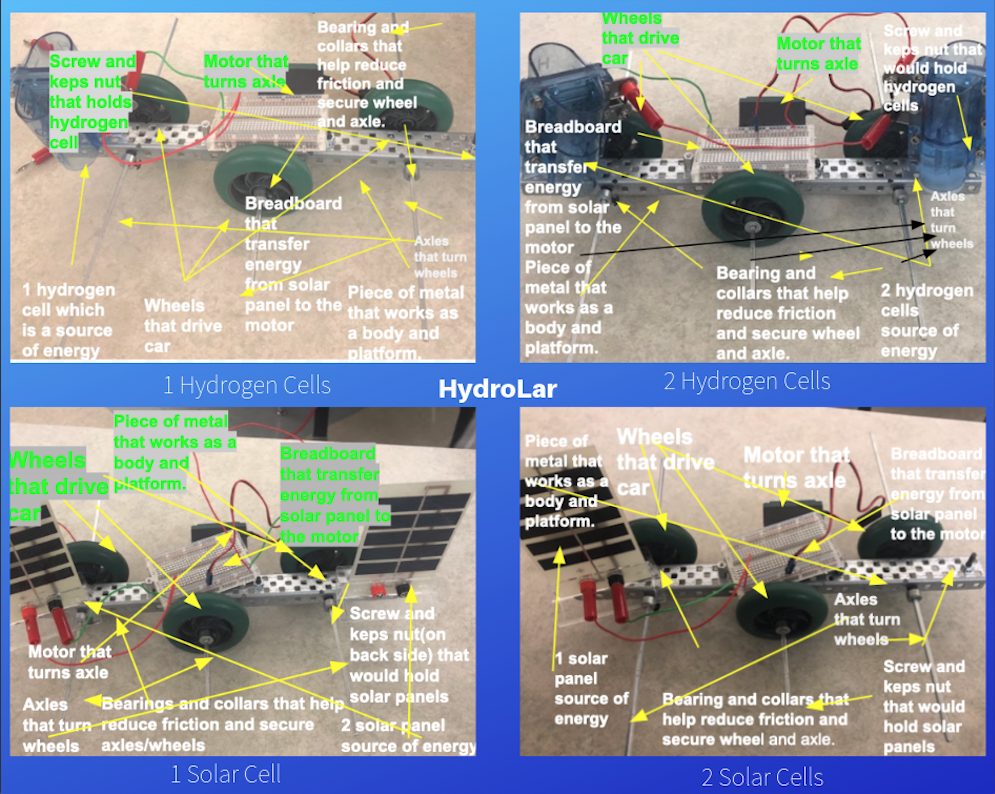 Screw and
keps nut
that holds
hydrogen
cell
Motor that
turns axle
Bearing and
collars that
help reduce
friction and
secure wheel
and axle.
Breadboard
that
transfer
energy
from solar
panel to the
motor
Axles
that turn
wheels
1 hydrogen
cell which
is a source
of energy
Wheels
that drive
car
Piece of metal
that works as
a body and
platform.
1 Hydrogen Cells
Wheels
that drive
car
Motor that
turns axle
Screw and
keps nut that
would hold
hydrogen
cells
Breadboard
that
transfer
energy
from solar
panel to the
motor
Piece of
metal that
works as a
body and
platform.
Axles
that
turn
wheels
Bearing and
collars that help
reduce friction
and secure wheel
and axle.
2 hydrogen
cells
source of
energy
2 Hydrogen Cells
HydroLar
Wheels
that drive
car
Piece of metal
that works as a
body and
platform.
Breadboard
that transfer
energy from
solar panel to
the motor
Motor that
turns axle
Axles
that turn
wheels
Bearings and collars that help
reduce friction and secure
axles/wheels
Screw and
keps nut(on
back side) that
would hold
solar panels
2 solar panel
source of energy
1 Solar Cell
Piece of
metal that
works as a
body and
platform.
Wheels
that drive
car
Motor that
turns axle
Breadboard
that transfer
energy from
solar panel
to the motor
Axles
that turn
wheels
1 solar
panel
source of
energy
Bearing and collars that
help reduce friction and
secure wheel and axle.
Screw and
keps nut
that would
hold solar
panels
2 Solar Cells